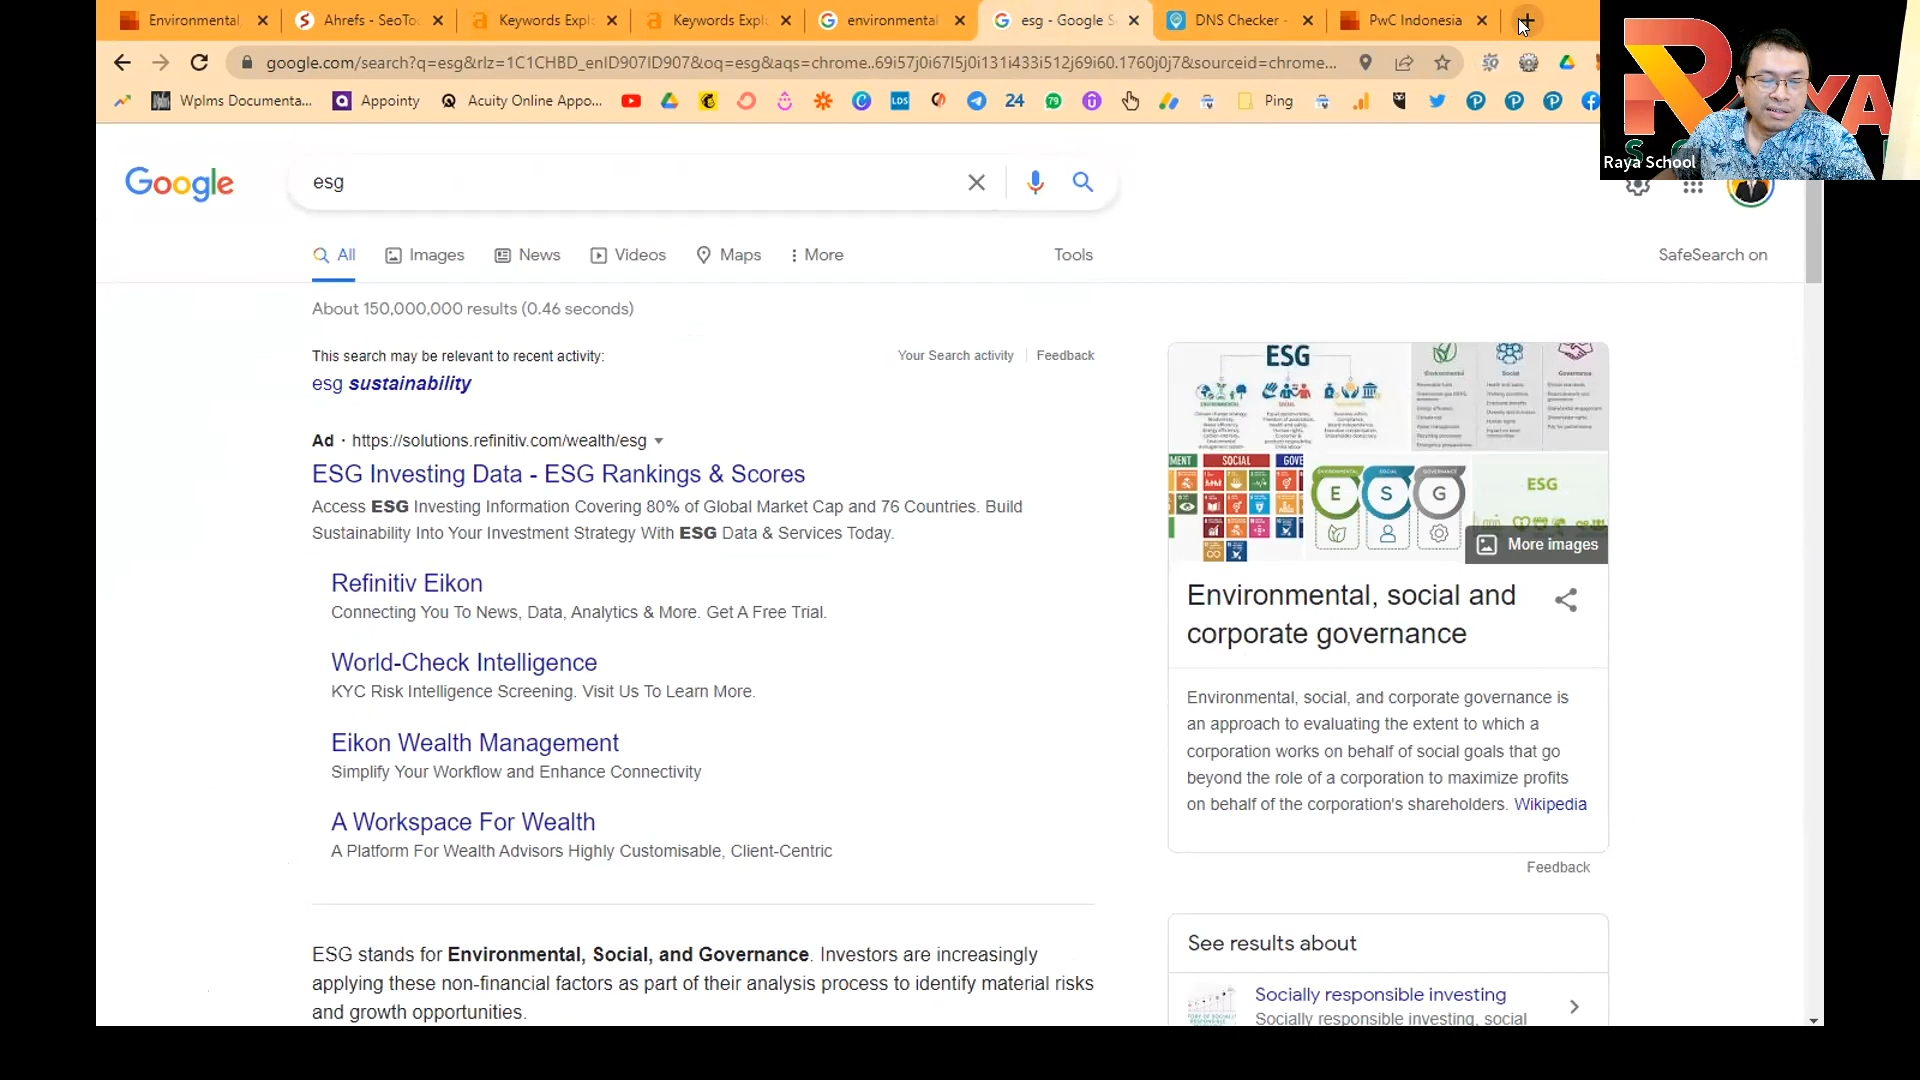 Environmental
Ahrefs - SeoToo
Keywords Expl
Keywords Expl
environmental
esg - Google S
DNS Checker -
PwC Indonesia
google.com/search?q=esg&rlz=1C1CHBD_enID907ID907&oq=esg&aqs=chrome..69i57j0i67l5j0i131i433i512j69i60.1760j0j7&sourceid=chrome...
Wplms Documenta...
Appointy
Acuity Online Appo...
LDS
24
79
Ping
RAYA
Raya School
Google
esg
All
Images
News
Videos
Maps
More
Tools
SafeSearch on
About 150,000,000 results (0.46 seconds)
This search may be relevant to recent activity:
Your Search activity
Feedback
esg sustainability
Ad · https://solutions.refinitiv.com/wealth/esg
ESG Investing Data - ESG Rankings & Scores
Access ESG Investing Information Covering 80% of Global Market Cap and 76 Countries. Build
Sustainability Into Your Investment Strategy With ESG Data & Services Today.
Refinitiv Eikon
Connecting You To News, Data, Analytics & More. Get A Free Trial.
World-Check Intelligence
KYC Risk Intelligence Screening. Visit Us To Learn More.
Eikon Wealth Management
Simplify Your Workflow and Enhance Connectivity
A Workspace For Wealth
A Platform For Wealth Advisors Highly Customisable, Client-Centric
ESG stands for Environmental, Social, and Governance. Investors are increasingly
applying these non-financial factors as part of their analysis process to identify material risks
and growth opportunities.
ESG
Environmental
Social
Governance
MENT
SOCIAL
GOVE
E
S
G
ESG
More images
Environmental, social and
corporate governance
Environmental, social, and corporate governance is
an approach to evaluating the extent to which a
corporation works on behalf of social goals that go
beyond the role of a corporation to maximize profits
on behalf of the corporation's shareholders. Wikipedia
Feedback
See results about
Socially responsible investing
Socially responsible investing, social